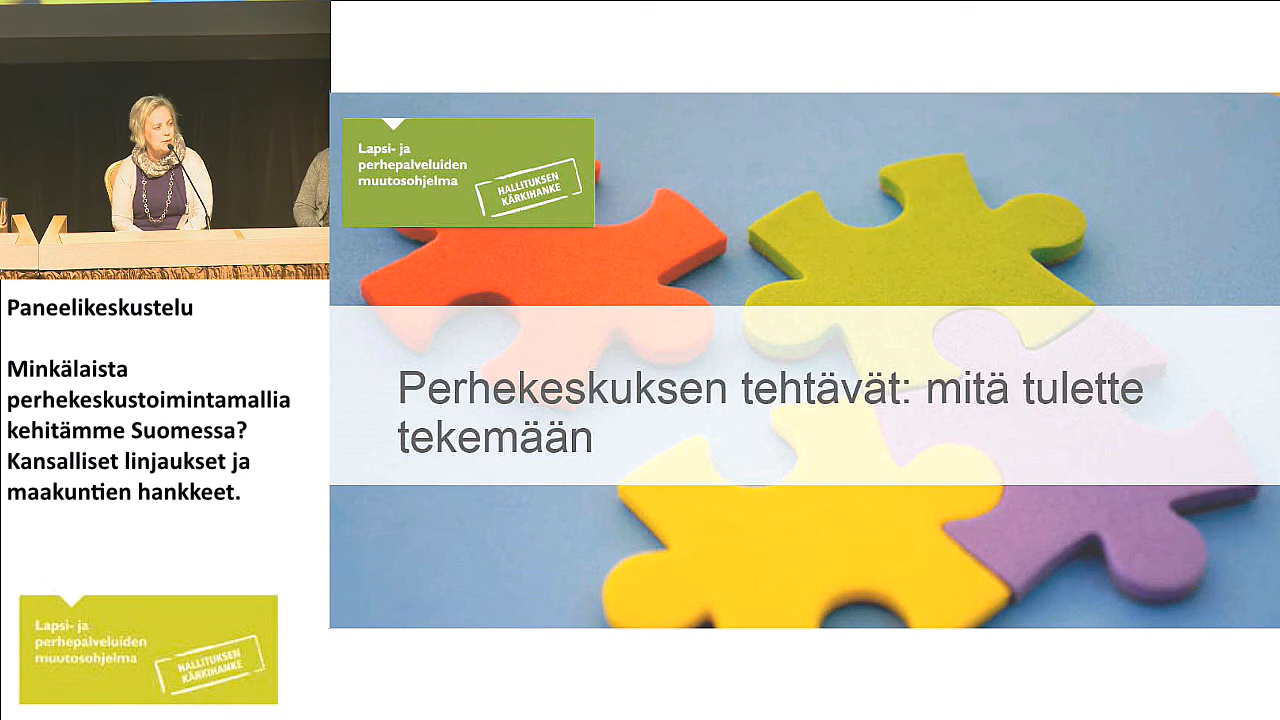 Paneelikeskustelu
Minkälaista
perhekeskustoimintamallia
kehitämme Suomessa?
Kansalliset linjaukset ja
maakuntien hankkeet.
Lapsi- ja
perhepalveluiden
muutosohjelma
HALLITUKSEN
KÄRKIHANKE
Lapsi- ja
perhepalveluiden
muutosohjelma
HALLITUKSEN
KÄRKIHANKE
Perhekeskuksen tehtävät: mitä tulette
tekemään